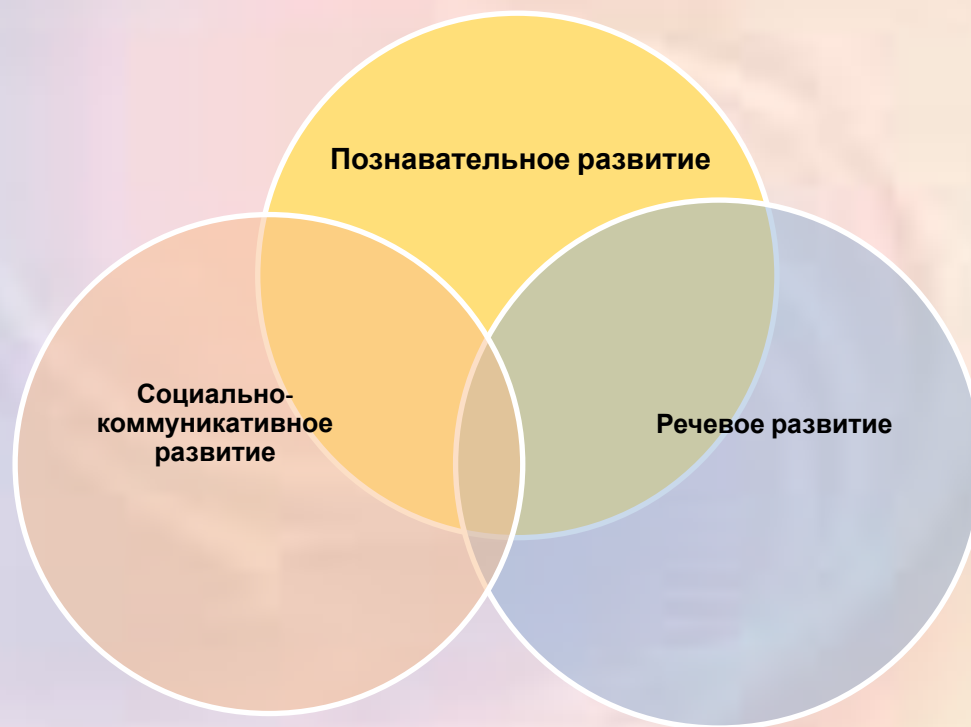 Познавательное развитие
Социально-
коммуникативное
развитие
Речевое развитие